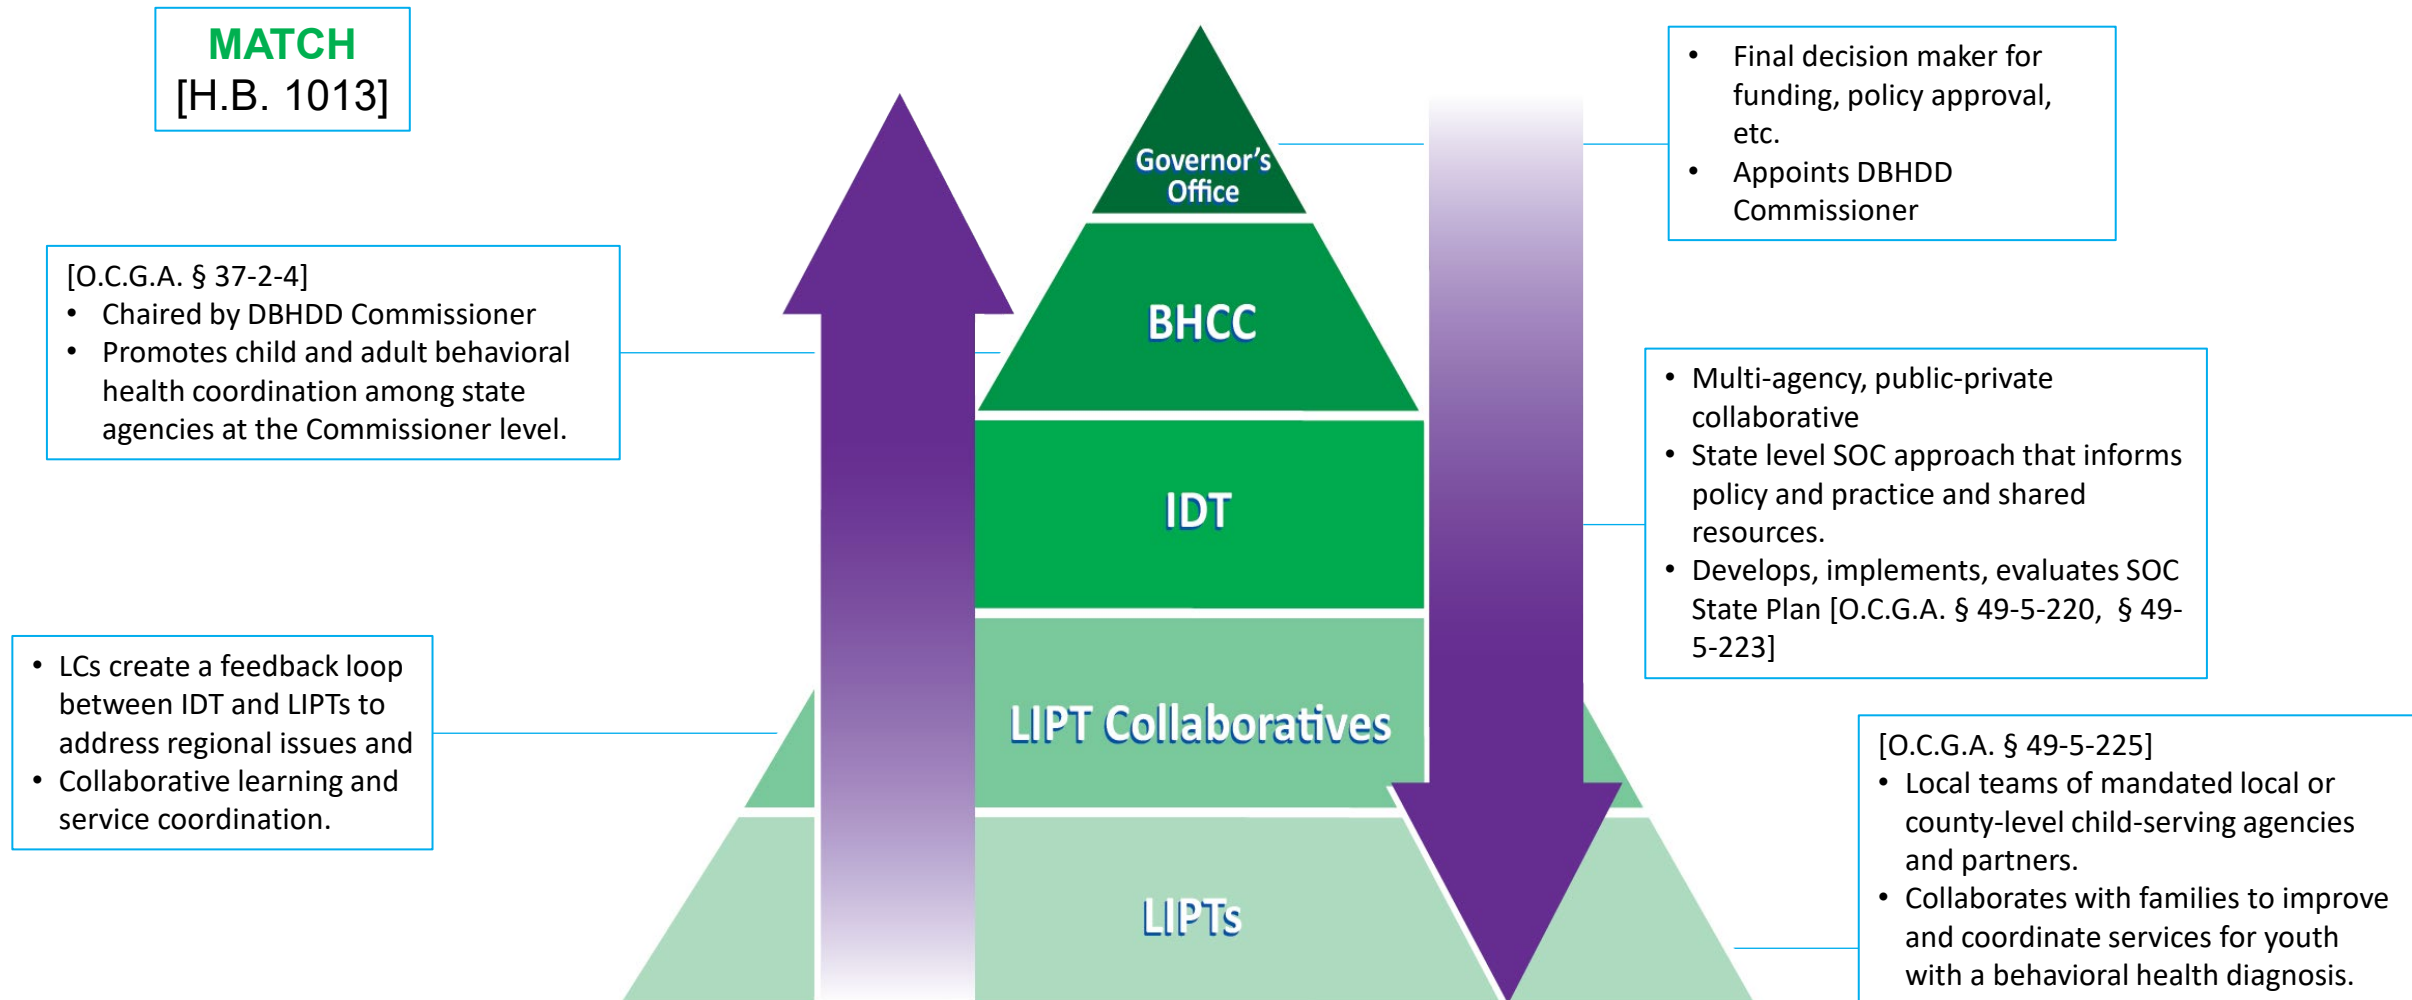 MATCH
[H.B. 1013]
• Final decision maker for
funding, policy approval,
etc.
• Appoints DBHDD
Commissioner
Governor's
Office
[O.C.G.A. § 37-2-4]
• Chaired by DBHDD Commissioner
• Promotes child and adult behavioral
health coordination among state
agencies at the Commissioner level.
BHCC
• Multi-agency, public-private
collaborative
• State level SOC approach that informs
policy and practice and shared
resources.
• Develops, implements, evaluates SOC
State Plan [O.C.G.A. § 49-5-220, § 49-
5-223]
IDT
• LCs create a feedback loop
between IDT and LIPTs to
address regional issues and
• Collaborative learning and
service coordination.
LIPT Collaboratives
[O.C.G.A. § 49-5-225]
• Local teams of mandated local or
county-level child-serving agencies
and partners.
• Collaborates with families to improve
and coordinate services for youth
with a behavioral health diagnosis.
LIPTs